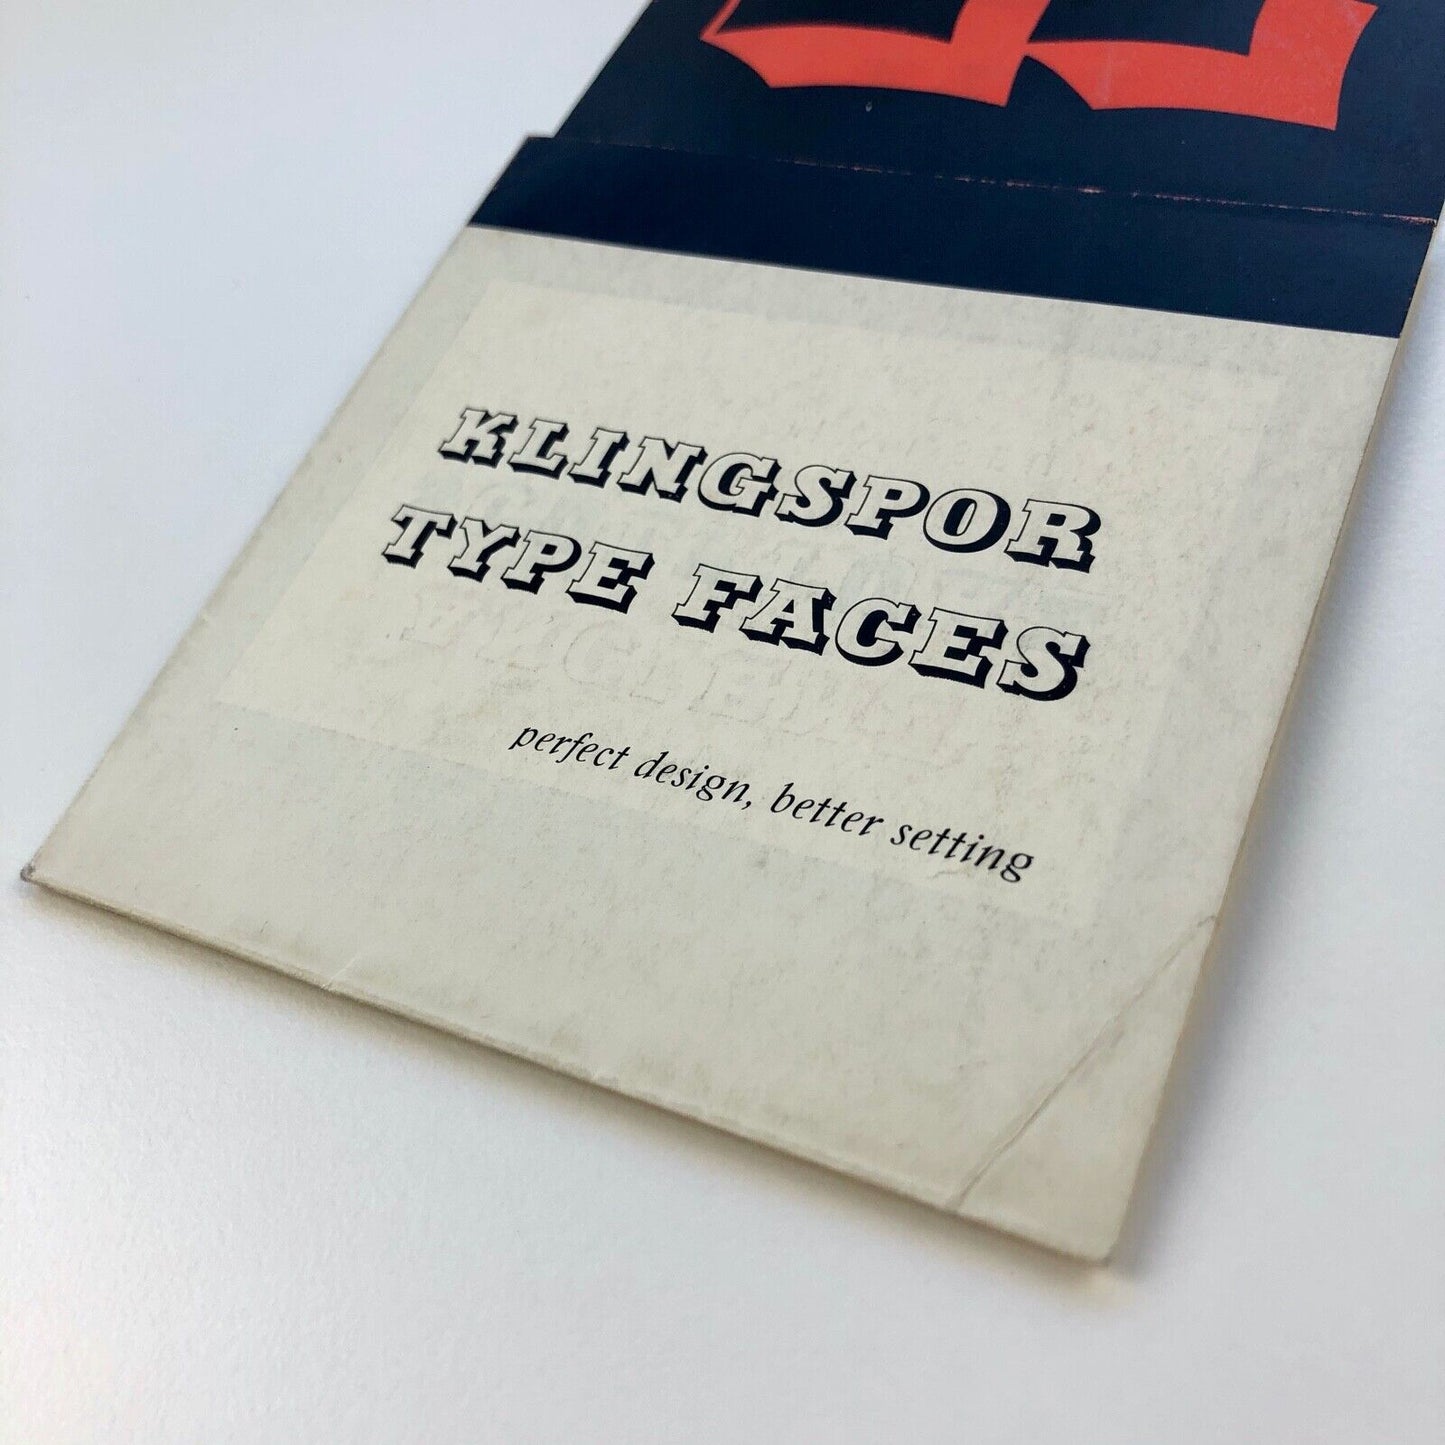 KLINGSPOR
TYPE FACES
perfect design, better setting